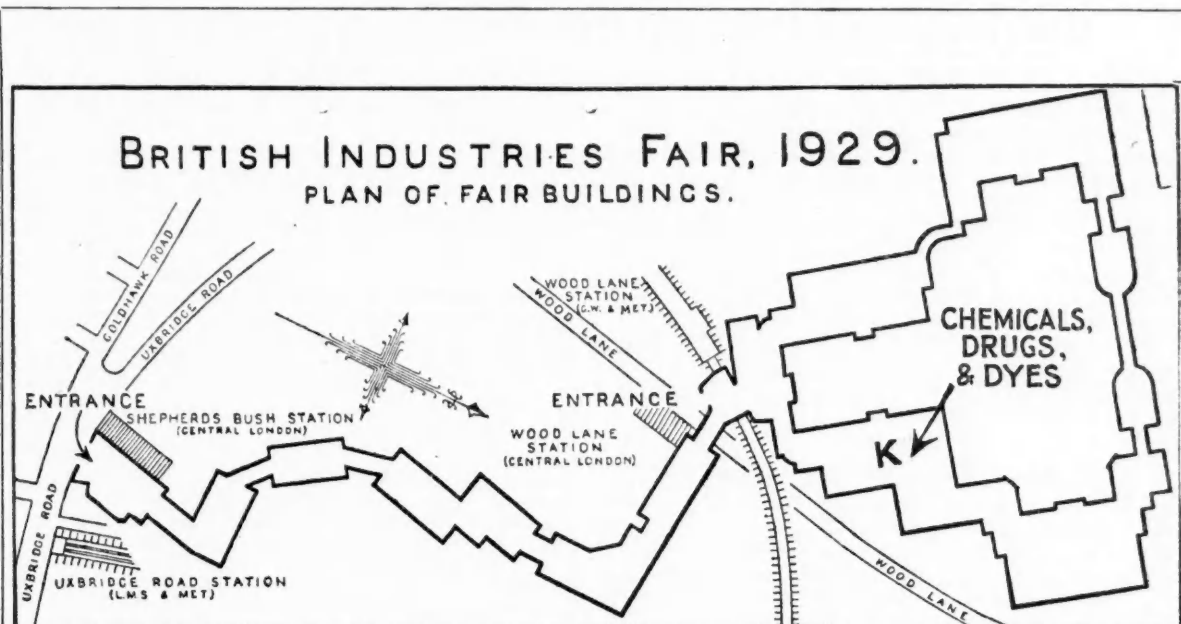 BRITISH INDUSTRIES FAIR, 1929.
PLAN OF FAIR BUILDINGS.
GOLDHAWK ROAD
UXBRIDGE ROAD
WOOD LANE
STATION
(G.W. & MET.)
WOOD LANE
CHEMICALS,
DRUGS,
& DYES
K
ENTRANCE
SHEPHERDS BUSH STATION
(CENTRAL LONDON)
ENTRANCE
WOOD LANE
STATION
(CENTRAL LONDON)
UXBRIDGE ROAD
UXBRIDGE ROAD STATION
(L.M.S & MET)
WOOD LANE